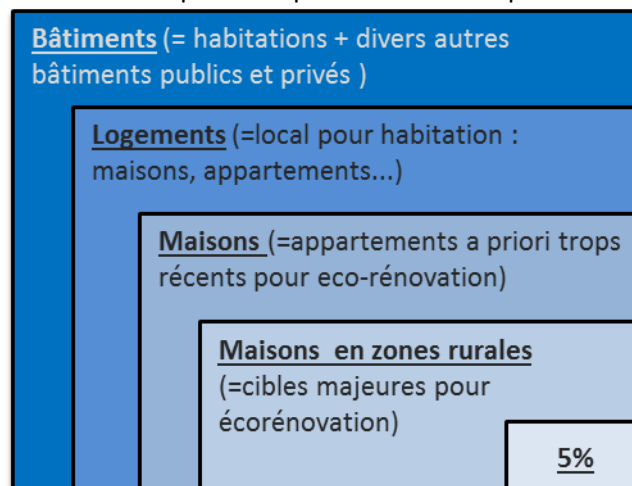 Bâtiments (= habitations + divers autres
bâtiments publics et privés )
Logements (=local pour habitation :
maisons, appartements...)
Maisons (=appartements a priori trops
récents pour eco-rénovation)
Maisons en zones rurales
(=cibles majeures pour
écorénovation)
5%